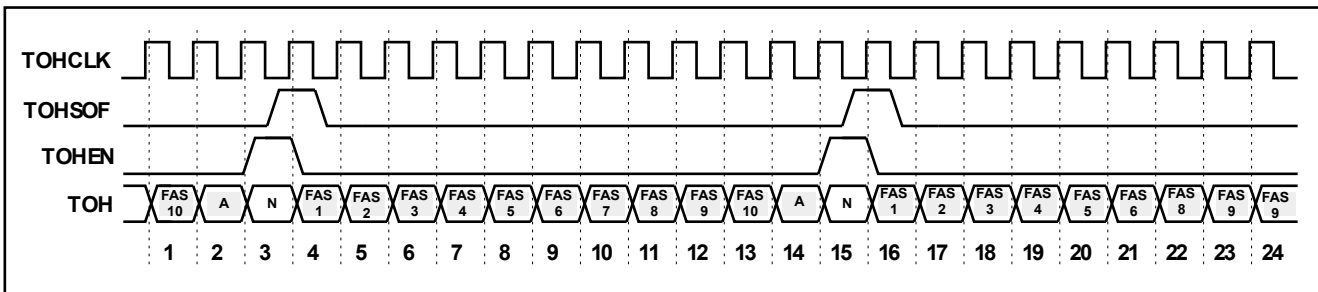 TOHCLK
TOHSOF
TOHEN
TOH FAS 10 A N FAS 1 FAS 2 FAS 3 FAS 4 FAS 5 FAS 6 FAS 7 FAS 8 FAS 9 FAS 10 A N FAS 1 FAS 2 FAS 3 FAS 4 FAS 5 FAS 6 FAS 8 FAS 9 FAS 9
1 2 3 4 5 6 7 8 9 10 11 12 13 14 15 16 17 18 19 20 21 22 23 24